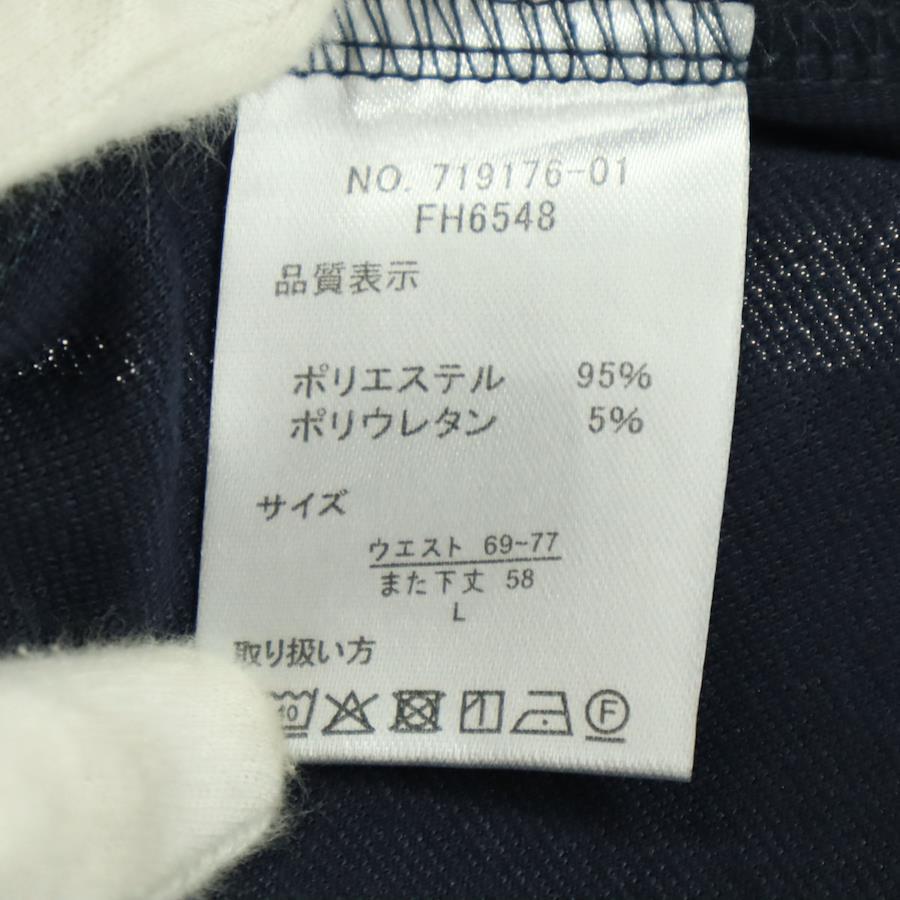 NO. 719176-01
FH6548
品質表示
ポリエステル 95%
ポリウレタン 5%
サイズ
ウエスト 69~77
また下丈 58
L
取り扱い方
40 F